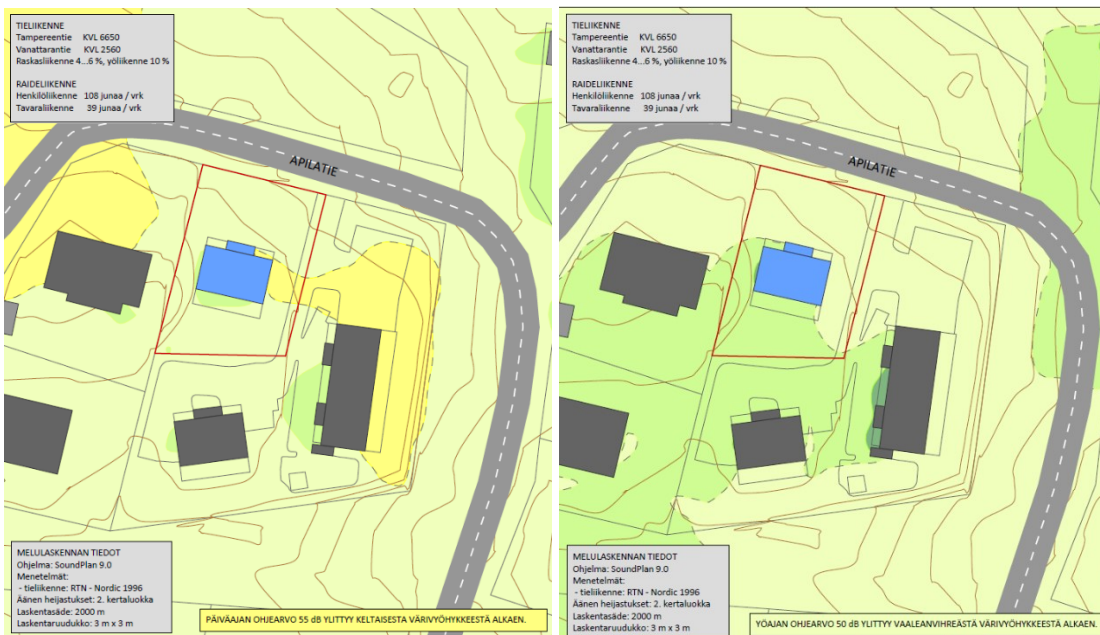 TIELIIKENNE
Tampereentie KVL 6650
Vanattarantie KVL 2560
Raskasliikenne 4...6 %, yöliikenne 10 %
RAIDELIIKENNE
Henkilöliikenne 108 junaa / vrk
Tavaraliikenne 39 junaa / vrk
APILATIE
MELULASKENNAN TIEDOT
Ohjelma: SoundPlan 9.0
Menetelmät:
- tieliikenne: RTN - Nordic 1996
Äänen heijastukset: 2. kertaluokka
Laskentasäde: 2000 m
Laskentaruudukko: 3 m x 3 m
PÄIVÄAJAN OHJEARVO 55 dB YLITTYY KELTAISESTA VÄRIVYÖHYKKEESTÄ ALKAEN.
TIELIIKENNE
Tampereentie KVL 6650
Vanattarantie KVL 2560
Raskasliikenne 4...6 %, yöliikenne 10 %
RAIDELIIKENNE
Henkilöliikenne 108 junaa / vrk
Tavaraliikenne 39 junaa / vrk
APILATIE
MELULASKENNAN TIEDOT
Ohjelma: SoundPlan 9.0
Menetelmät:
- tieliikenne: RTN - Nordic 1996
Äänen heijastukset: 2. kertaluokka
Laskentasäde: 2000 m
Laskentaruudukko: 3 m x 3 m
YÖAJAN OHJEARVO 50 dB YLITTYY VAALEANVIHREÄSTÄ VÄRIVYÖHYKKEESTÄ ALKAEN.